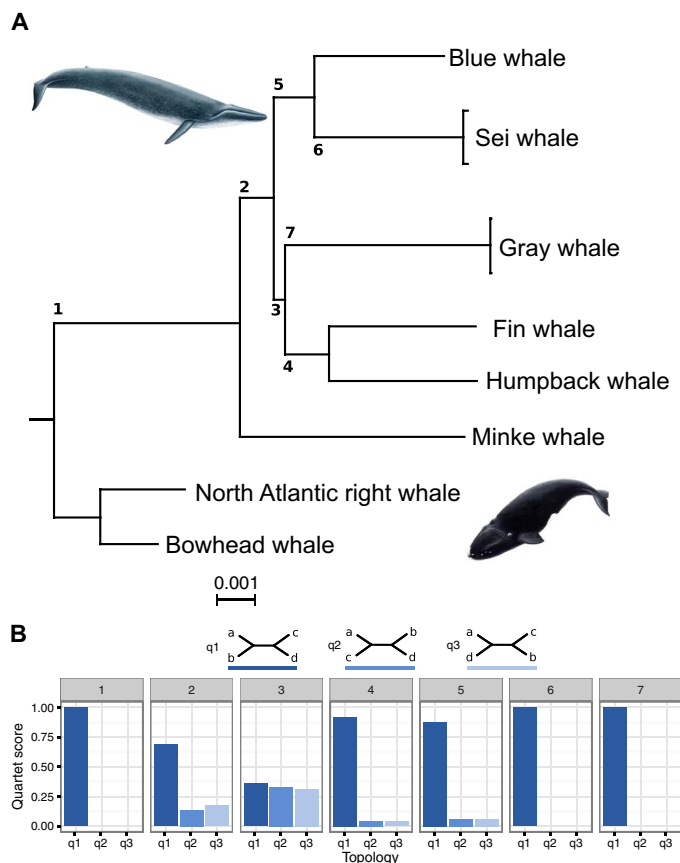 A
Blue whale
5
Sei whale
6
2
7
Gray whale
1
3
Fin whale
4
Humpback whale
Minke whale
North Atlantic right whale
Bowhead whale
0.001
B
q1 a b c d
q2 a c b d
q3 a d c b
1 2 3 4 5 6 7
Quartet score
1.00
0.75
0.50
0.25
0.00
q1 q2 q3 q1 q2 q3 q1 q2 q3 q1 q2 q3 q1 q2 q3 q1 q2 q3 q1 q2 q3
Topology